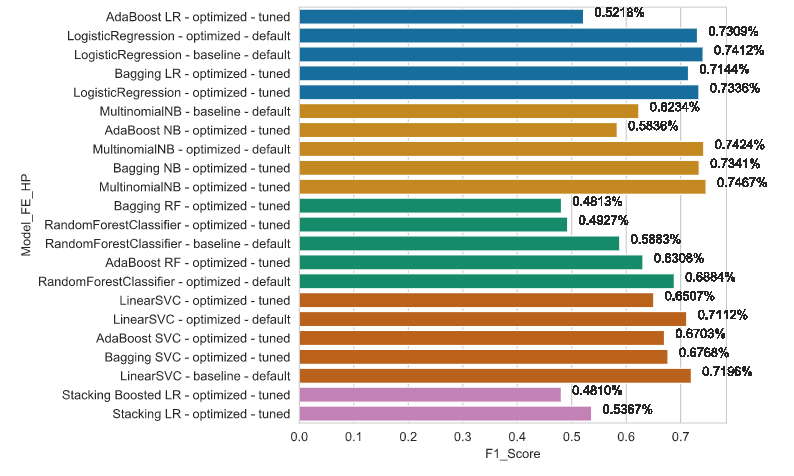 AdaBoost LR - optimized - tuned 0.5218%
LogisticRegression - optimized - default 0.7309%
LogisticRegression - baseline - default 0.7412%
Bagging LR - optimized - tuned 0.7144%
LogisticRegression - optimized - tuned 0.7336%
MultinomialNB - baseline - default 0.6234%
AdaBoost NB - optimized - tuned 0.5836%
MultinomialNB - optimized - default 0.7424%
Bagging NB - optimized - tuned 0.7341%
MultinomialNB - optimized - tuned 0.7467%
Bagging RF - optimized - tuned 0.4813%
RandomForestClassifier - optimized - tuned 0.4927%
RandomForestClassifier - baseline - default 0.5883%
AdaBoost RF - optimized - tuned 0.6306%
RandomForestClassifier - optimized - default 0.6884%
LinearSVC - optimized - tuned 0.6507%
LinearSVC - optimized - default 0.7112%
AdaBoost SVC - optimized - tuned 0.6703%
Bagging SVC - optimized - tuned 0.6768%
LinearSVC - baseline - default 0.7196%
Stacking Boosted LR - optimized - tuned 0.4810%
Stacking LR - optimized - tuned 0.5367%
Model_FE_HP
0.0 0.1 0.2 0.3 0.4 0.5 0.6 0.7
F1_Score